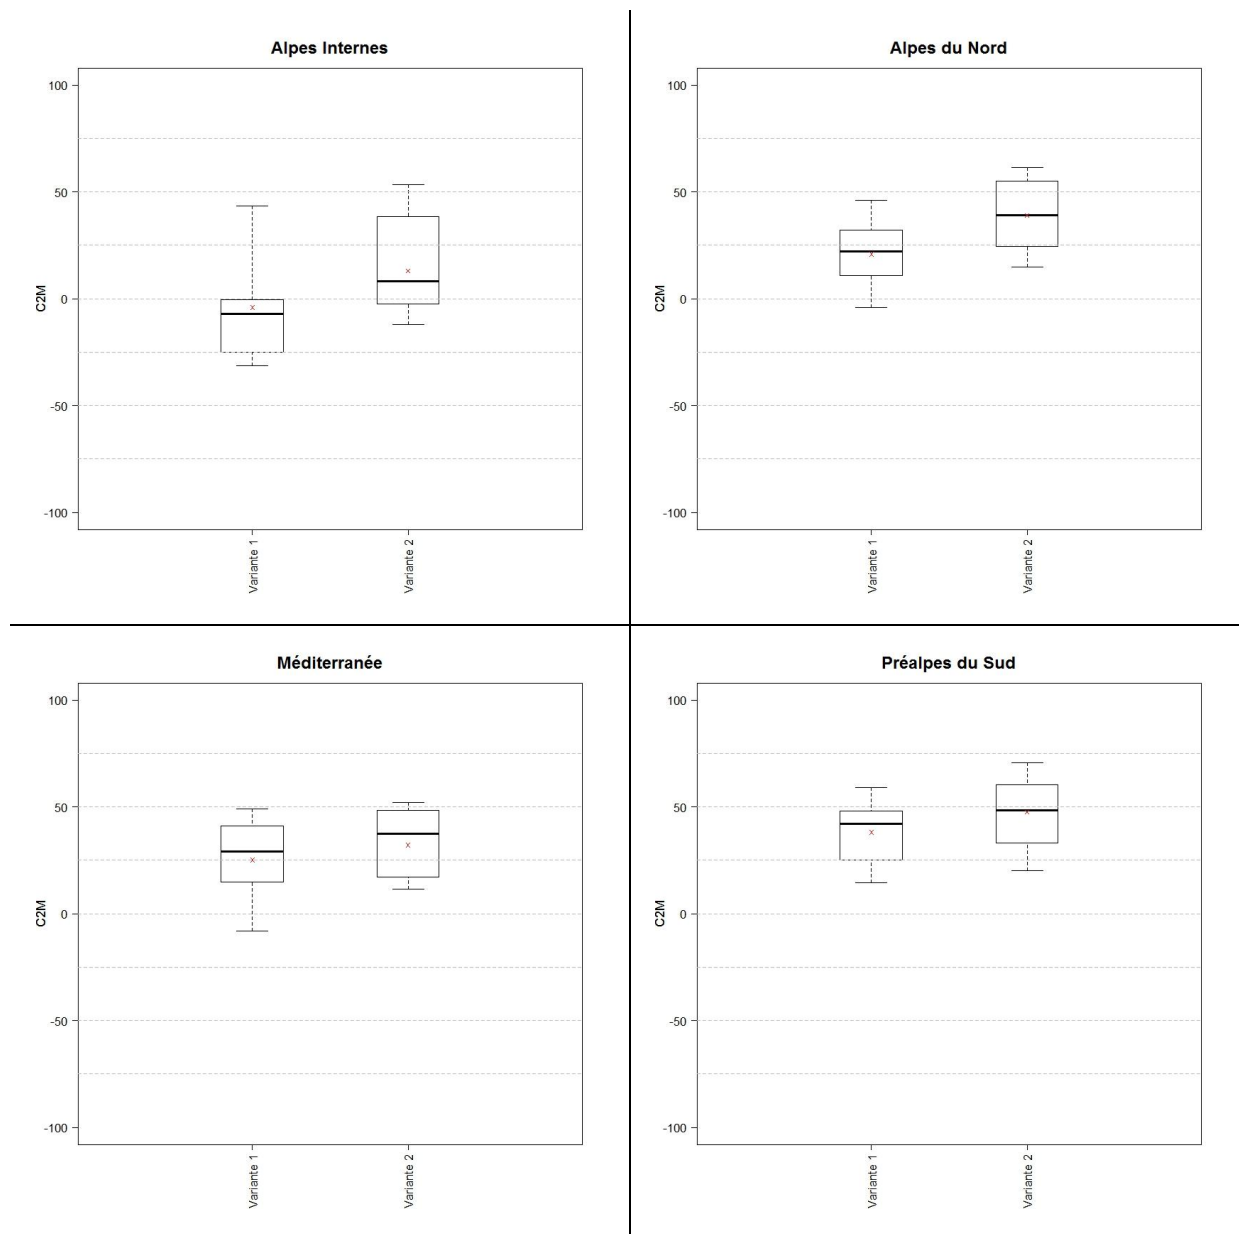 Alpes Internes
100
50
0
-50
-100
C2M
Variante 1
Variante 2
Alpes du Nord
100
50
0
-50
-100
C2M
Variante 1
Variante 2
Méditerranée
100
50
0
-50
-100
C2M
Variante 1
Variante 2
Préalpes du Sud
100
50
0
-50
-100
C2M
Variante 1
Variante 2